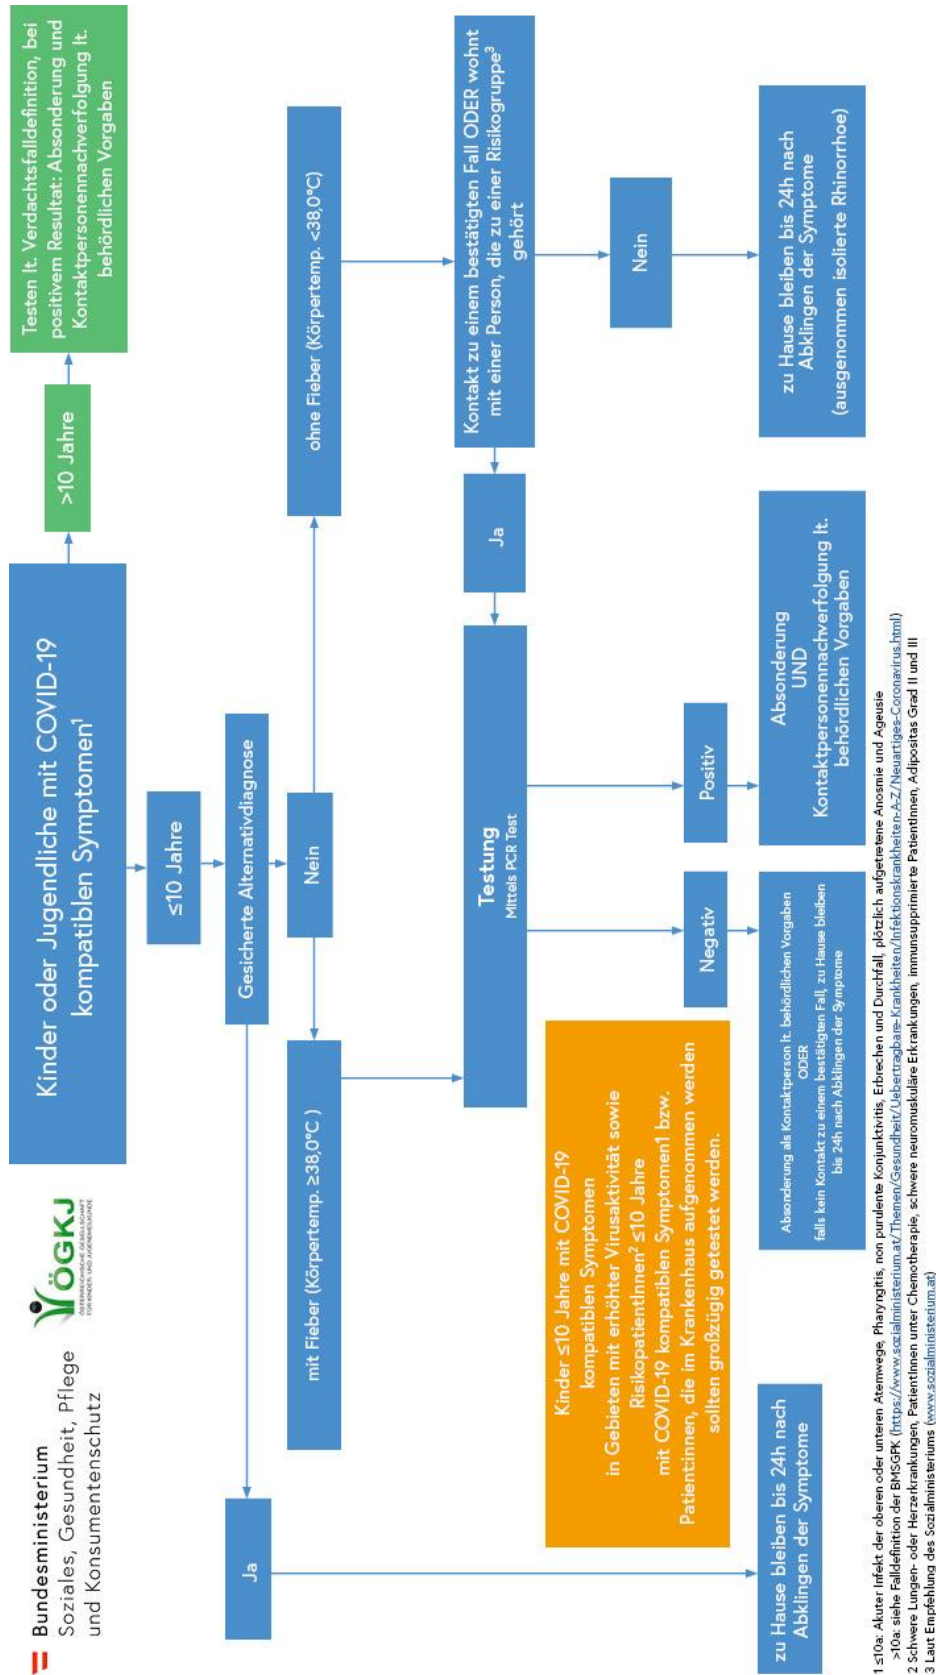 Bundesministerium
Soziales, Gesundheit, Pflege
und Konsumentenschutz
ÖGKJ
ÖSTERREICHISCHE GESELLSCHAFT
FÜR KINDER- UND JUGENDHEILKUNDE
Kinder oder Jugendliche mit COVID-19
kompatiblen Symptomen¹
>10 Jahre
Testen lt. Verdachtsfalldefinition, bei
positivem Resultat: Absonderung und
Kontaktpersonennachverfolgung lt.
behördlichen Vorgaben
≤10 Jahre
Gesicherte Alternativdiagnose
Ja
Nein
mit Fieber (Körpertemp. ≥38,0°C )
ohne Fieber (Körpertemp. <38,0°C)
Kontakt zu einem bestätigten Fall ODER wohnt
mit einer Person, die zu einer Risikogruppe³
gehört
Ja
Nein
Testung
Mittels PCR Test
Kinder ≤10 Jahre mit COVID-19
kompatiblen Symptomen
in Gebieten mit erhöhter Virusaktivität sowie
RisikopatientInnen² ≤10 Jahre
mit COVID-19 kompatiblen Symptomen1 bzw.
Patient:innen, die im Krankenhaus aufgenommen werden
sollten großzügig getestet werden.
Negativ
Positiv
zu Hause bleiben bis 24h nach
Abklingen der Symptome
Absonderung als Kontaktperson lt. behördlichen Vorgaben
ODER
falls kein Kontakt zu einem bestätigten Fall, zu Hause bleiben
bis 24h nach Abklingen der Symptome
Absonderung
UND
Kontaktpersonennachverfolgung lt.
behördlichen Vorgaben
zu Hause bleiben bis 24h nach
Abklingen der Symptome
(ausgenommen isolierte Rhinorrhoe)
1 ≤10a: Akuter Infekt der oberen oder unteren Atemwege, Pharyngitis, non purulente Konjunktivitis, Erbrechen und Durchfall, plötzlich aufgetretene Anosmie und Ageusie
>10a: siehe Falldefinition der BMSGPK (https://www.sozialministerium.at/Themen/Gesundheit/Uebertragbare-Krankheiten/Infektionskrankheiten-A-Z/Neuartiges-Coronavirus.html)
2 Schwere Lungen- oder Herzerkrankungen, PatientInnen unter Chemotherapie, schwere neuromuskuläre Erkrankungen, immunsupprimierte PatientInnen, Adipositas Grad II und III
3 Laut Empfehlung des Sozialministeriums (www.sozialministerium.at)